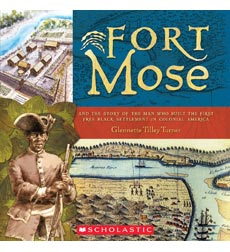 FORT
Mose
AND THE STORY OF THE MAN WHO BUILT THE FIRST
FREE BLACK SETTLEMENT IN COLONIAL AMERICA
Glennette Tilley Turner
SCHOLASTIC